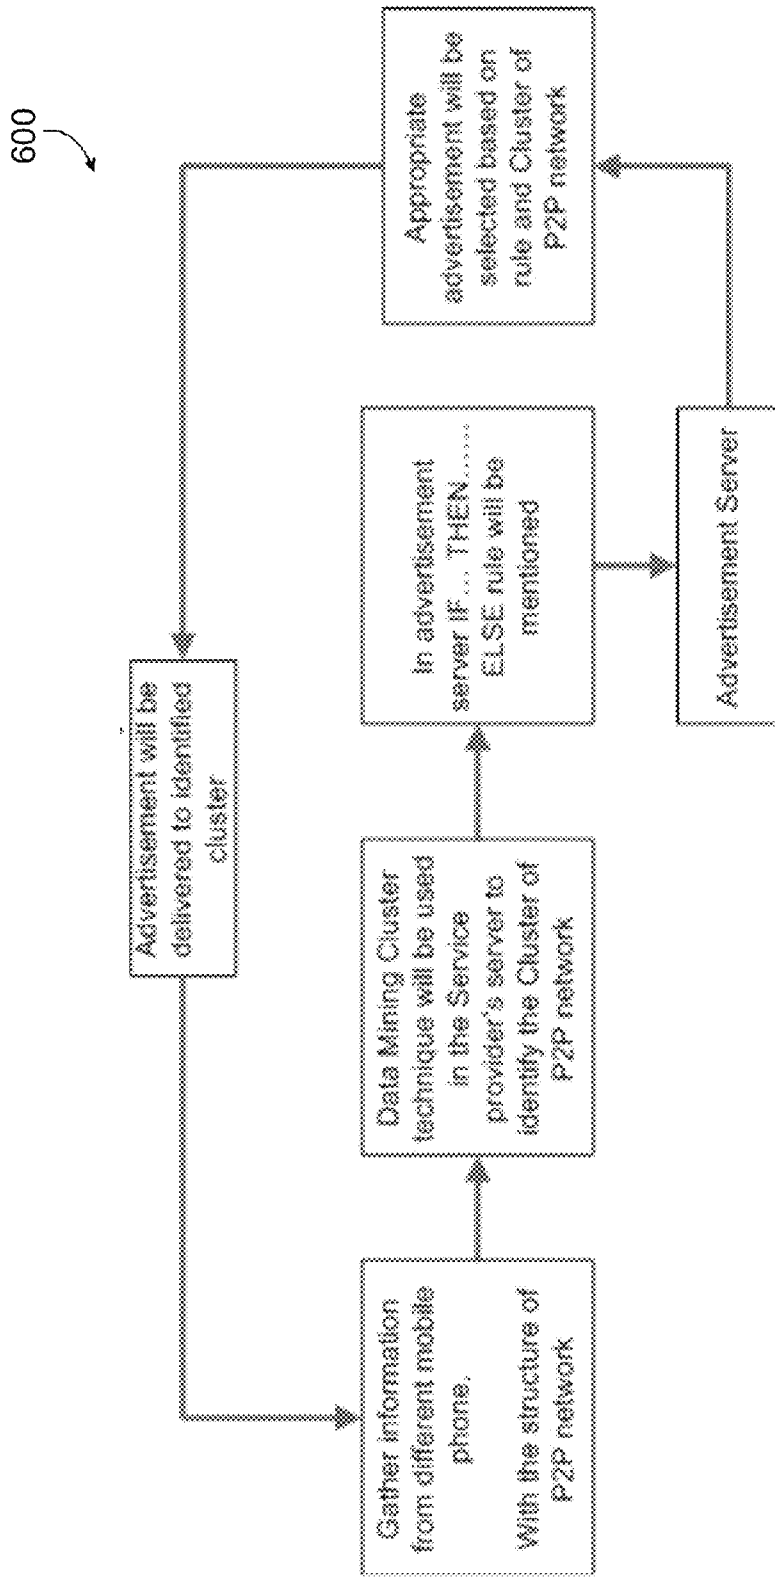 600
Gather information
from different mobile
phone.
With the structure of
P2P network
Data Mining Cluster
technique will be used
in the Service
provider's server to
identify the Cluster of
P2P network
In advertisement
server IF... THEN......
ELSE rule will be
mentioned
Advertisement Server
Appropriate
advertisement will be
selected based on
rule and Cluster of
P2P network
Advertisement will be
delivered to identified
cluster